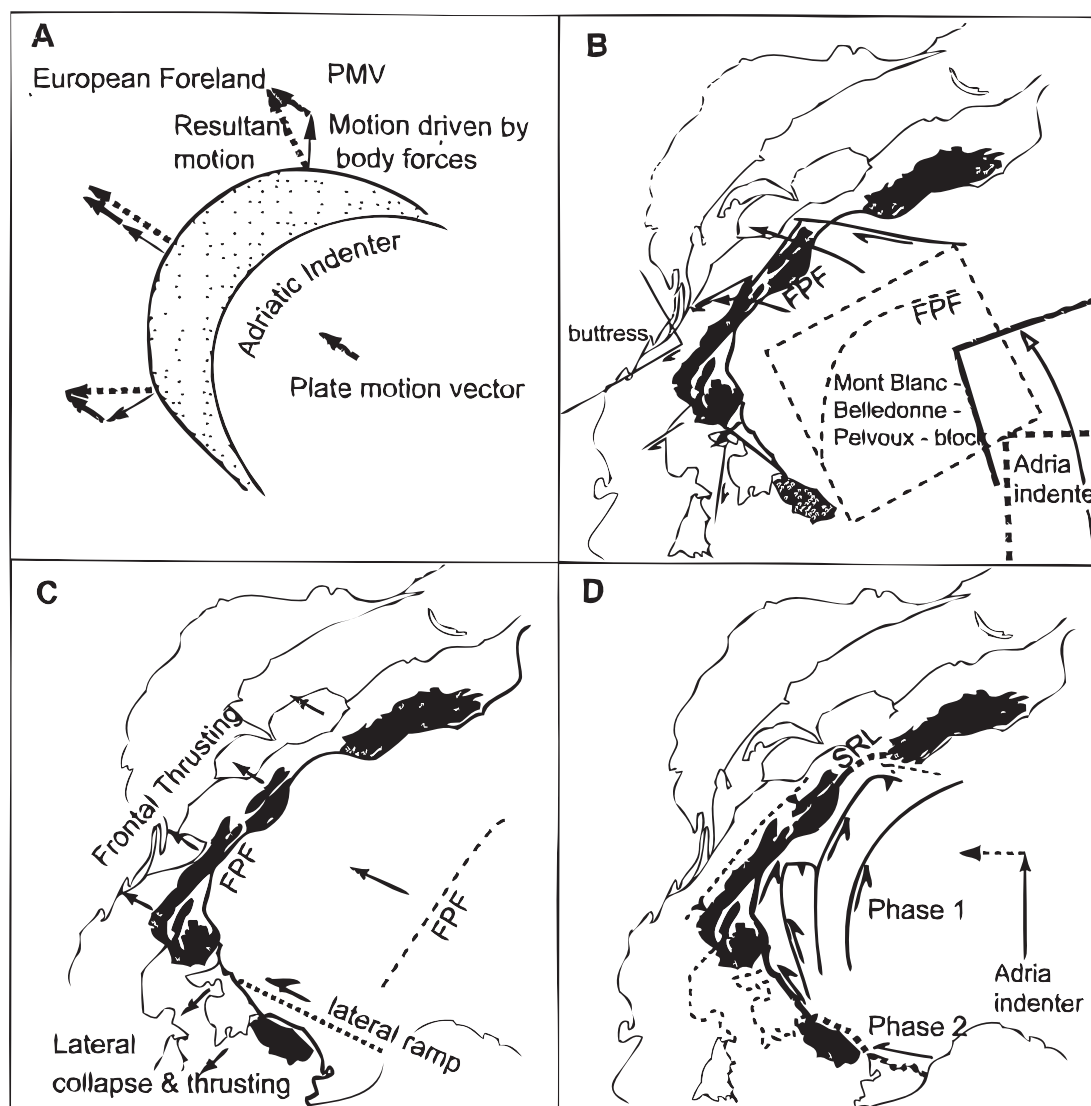 A
European Foreland
PMV
Resultant
motion
Motion driven by
body forces
Adriatic Indenter
Plate motion vector
B
FPF
FPF
buttress
Mont Blanc -
Belledonne -
Pelvoux - block
Adria
indente
C
Frontal Thrusting
FPF
FPF
lateral ramp
Lateral
collapse & thrusting
D
SRL
Phase 1
Adria
indenter
Phase 2